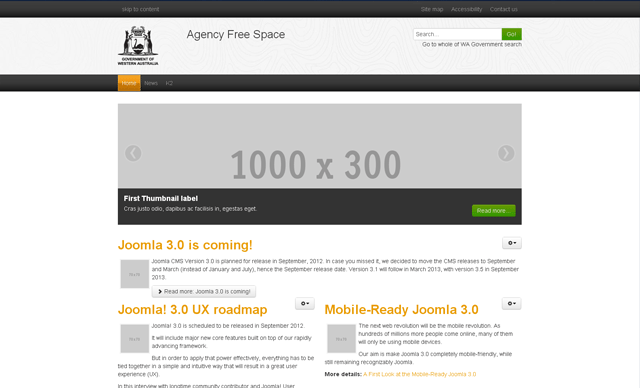 skip to content
Site map Accessibility Contact us
Agency Free Space
Search... Go!
Go to whole of WA Government search
GOVERNMENT OF
WESTERN AUSTRALIA
Home News K2
1000 x 300
First Thumbnail label
Cras justo odio, dapibus ac facilisis in, egestas eget.
Read more...
Joomla 3.0 is coming!
Joomla CMS Version 3.0 is planned for release in September, 2012. In case you missed it, we decided to move the CMS releases to September
and March (instead of January and July), hence the September release date. Version 3.1 will follow in March 2013, with version 3.5 in September
2013.
Read more: Joomla 3.0 is coming!
Joomla! 3.0 UX roadmap
Joomla! 3.0 is scheduled to be released in September 2012.
It will include major new core features built on top of our rapidly
advancing framework.
But in order to apply that power effectively, everything has to be
tied together in a simple and intuitive way that will result in a great user
experience (UX).
In this interview with longtime community contributor and Joomla! User
Mobile-Ready Joomla 3.0
The next web revolution will be the mobile revolution. As
hundreds of millions more people come online, many of them
will only be using mobile devices.
Our aim is make Joomla 3.0 completely mobile-friendly, while
still remaining recognizably Joomla.
More details: A First Look at the Mobile-Ready Joomla 3.0